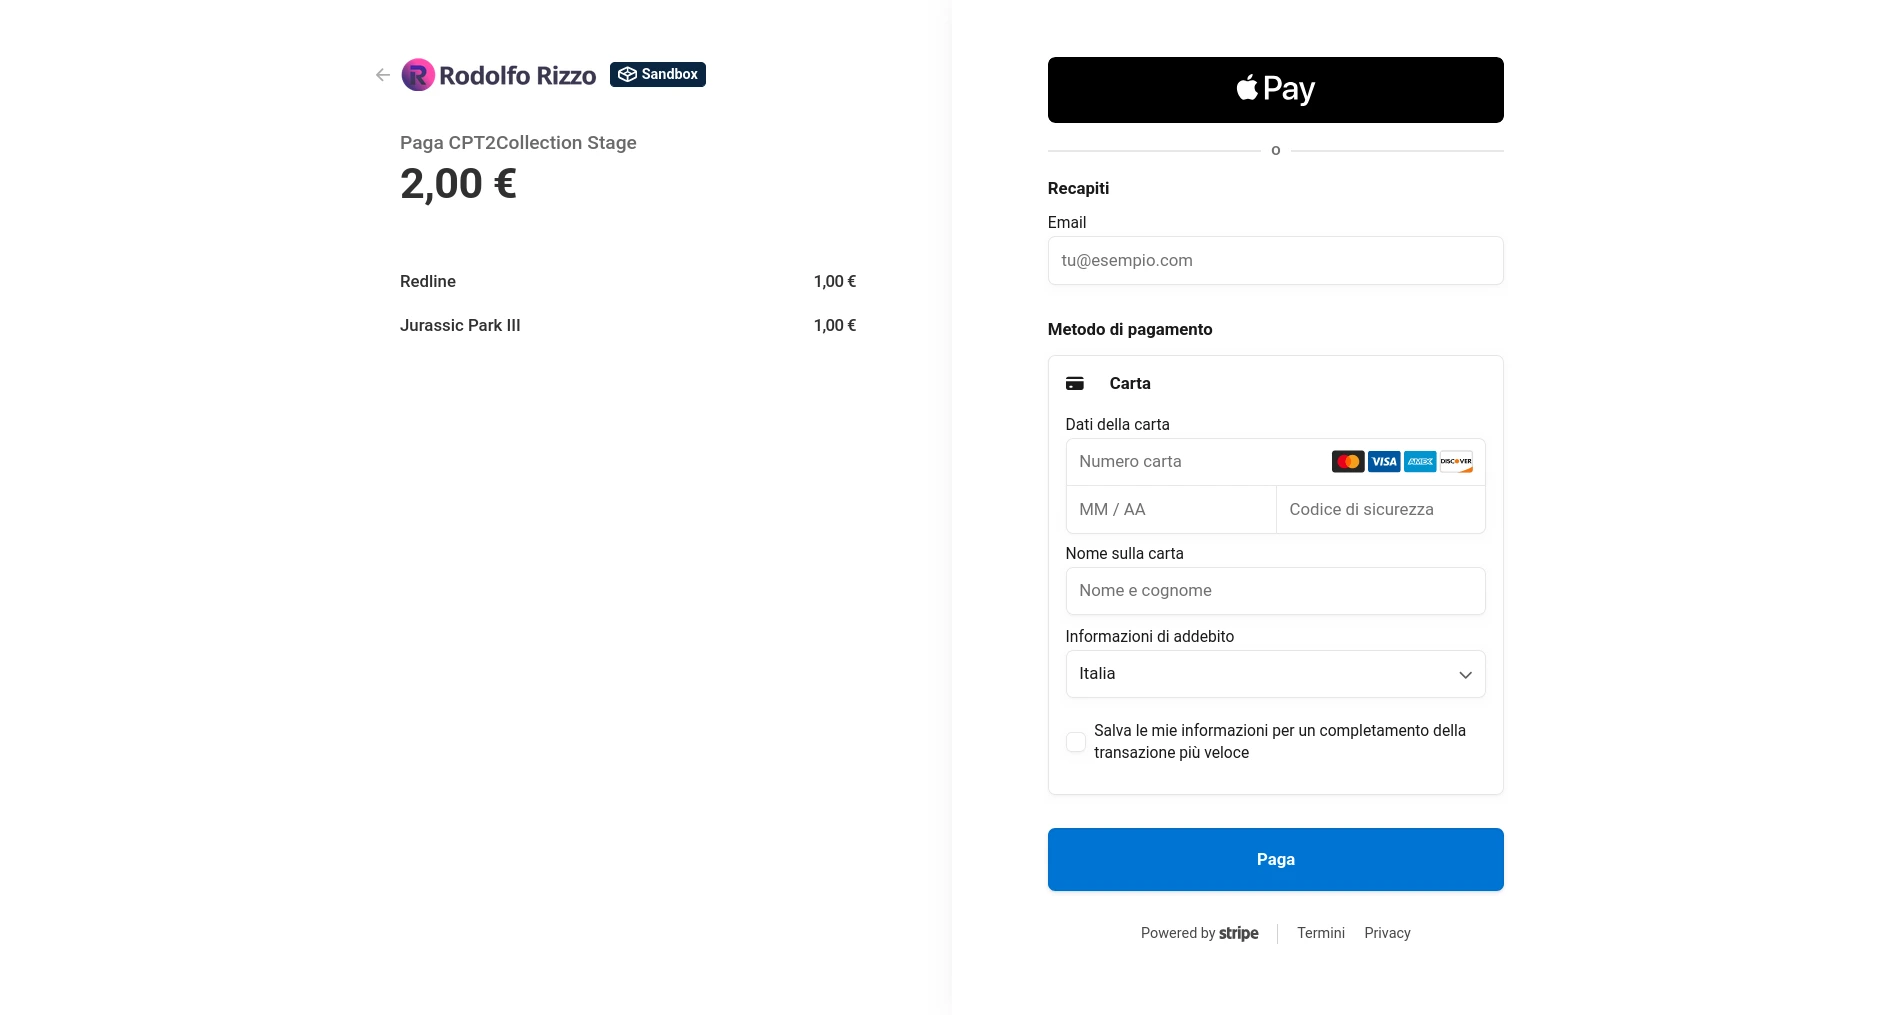 Rodolfo Rizzo Sandbox
Paga CPT2Collection Stage
2,00 €
Redline 1,00 €
Jurassic Park III 1,00 €
Pay
o
Recapiti
Email
tu@esempio.com
Metodo di pagamento
Carta
Dati della carta
Numero carta VISA AMEX DISCOVER
MM / AA Codice di sicurezza
Nome sulla carta
Nome e cognome
Informazioni di addebito
Italia
Salva le mie informazioni per un completamento della
transazione più veloce
Paga
Powered by stripe Termini Privacy